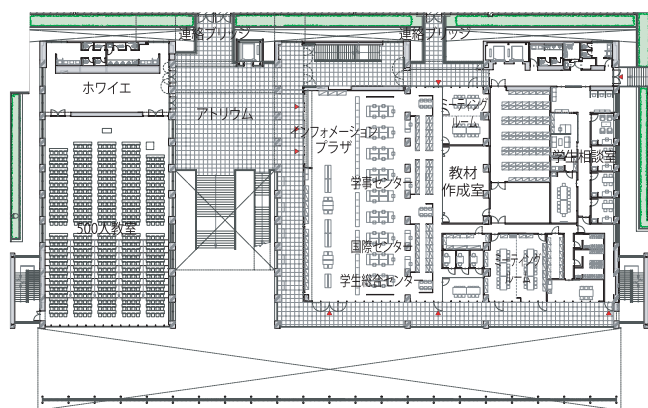 連絡ブリッジ
連絡ブリッジ
ホワイエ
アトリウム
インフォメーション
プラザ
ミーティング
ルーム
学生相談室
教材
作成室
学事センター
500人教室
国際センター
学生総合センター
ミーティング
ルーム